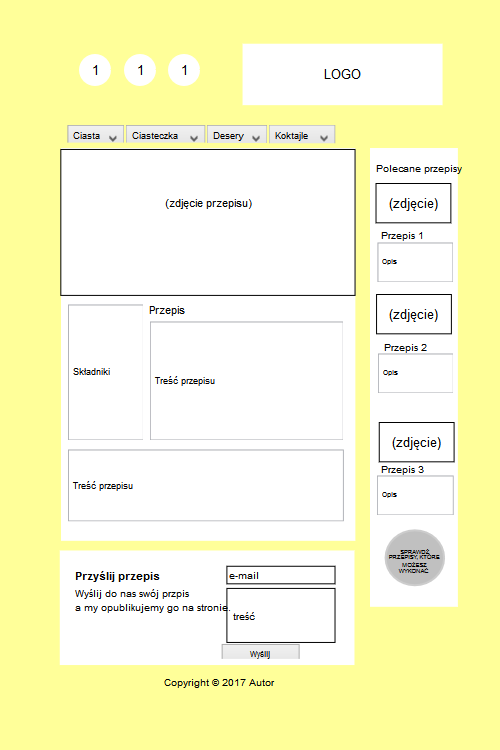 1 1 1
LOGO
Ciasta Ciasteczka Desery Koktajle
(zdjęcie przepisu)
Przepis
Składniki
Treść przepisu
Treść przepisu
Polecane przepisy
(zdjęcie)
Przepis 1
Opis
(zdjęcie)
Przepis 2
Opis
(zdjęcie)
Przepis 3
Opis
SPRAWDŹ
PRZEPISY, KTÓRE
MOŻESZ
WYKONAĆ
Przyślij przepis
Wyślij do nas swój przpis
a my opublikujemy go na stronie.
e-mail
treść
Wyślij
Copyright © 2017 Autor